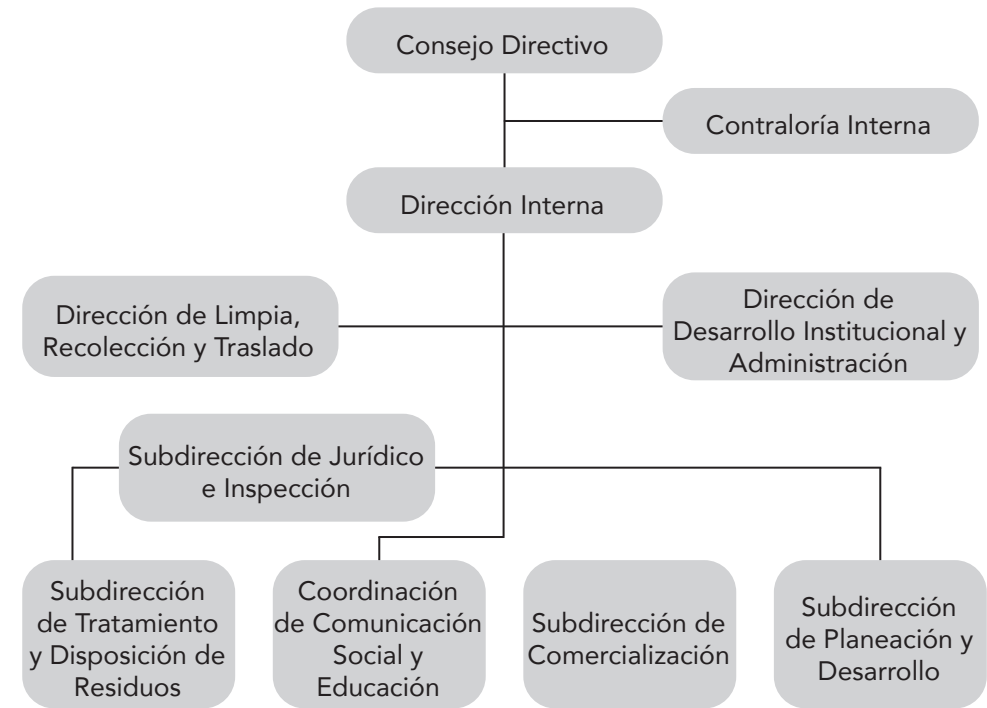 Consejo Directivo
Contraloría Interna
Dirección Interna
Dirección de Limpia,
Recolección y Traslado
Dirección de
Desarrollo Institucional y
Administración
Subdirección de Jurídico
e Inspección
Subdirección
de Tratamiento
y Disposición de
Residuos
Coordinación
de Comunicación
Social y
Educación
Subdirección de
Comercialización
Subdirección
de Planeación y
Desarrollo